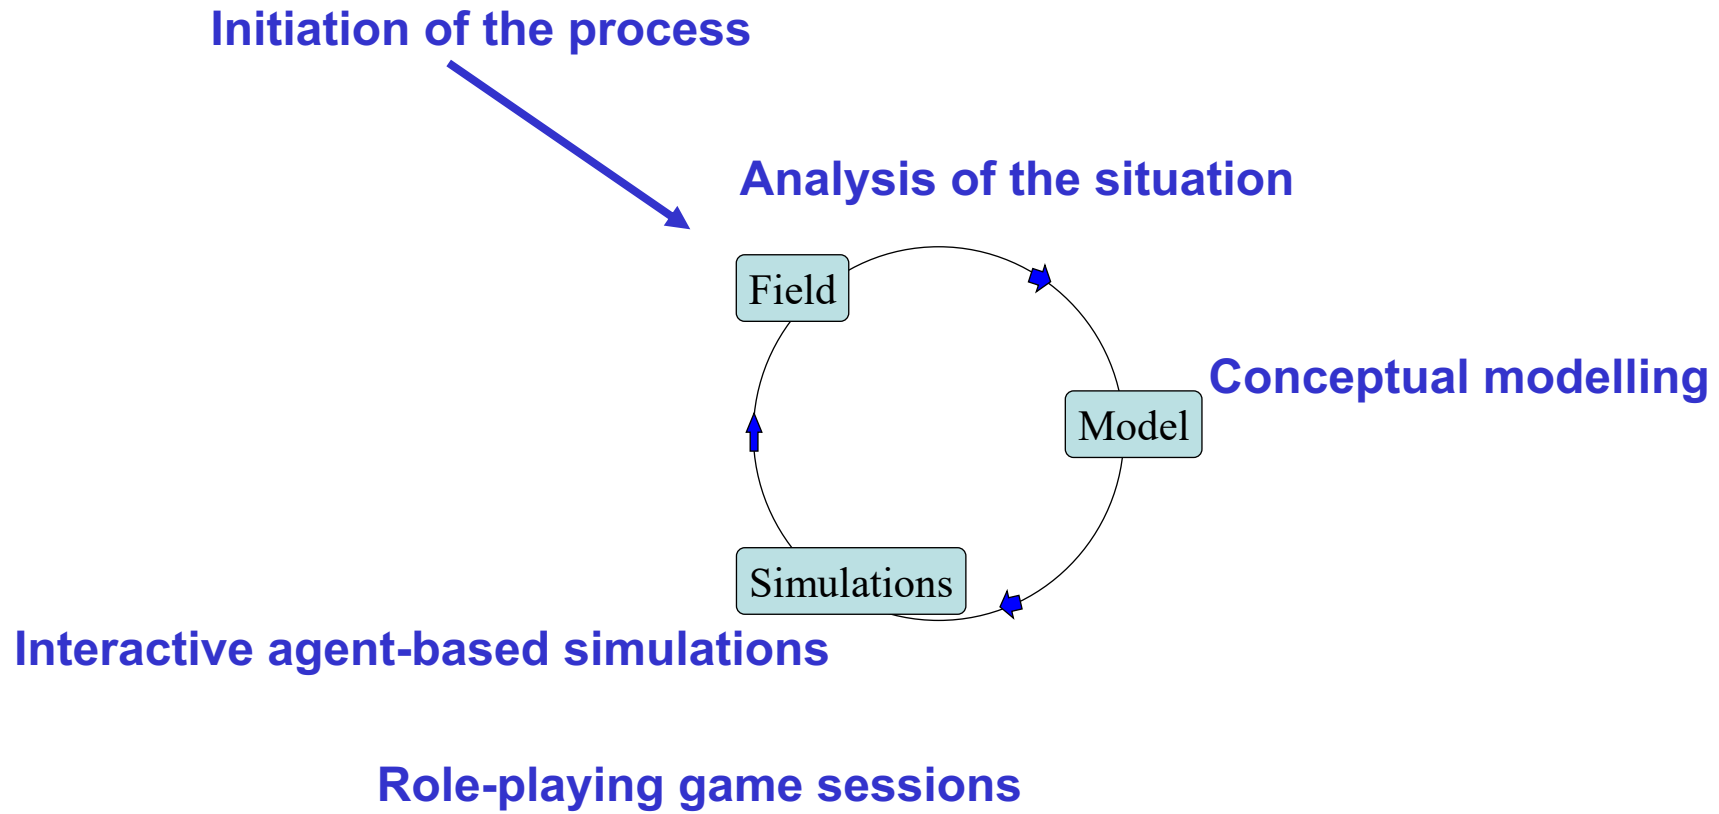 Initiation of the process
Analysis of the situation
Field
Conceptual modelling
Model
Simulations
Interactive agent-based simulations
Role-playing game sessions